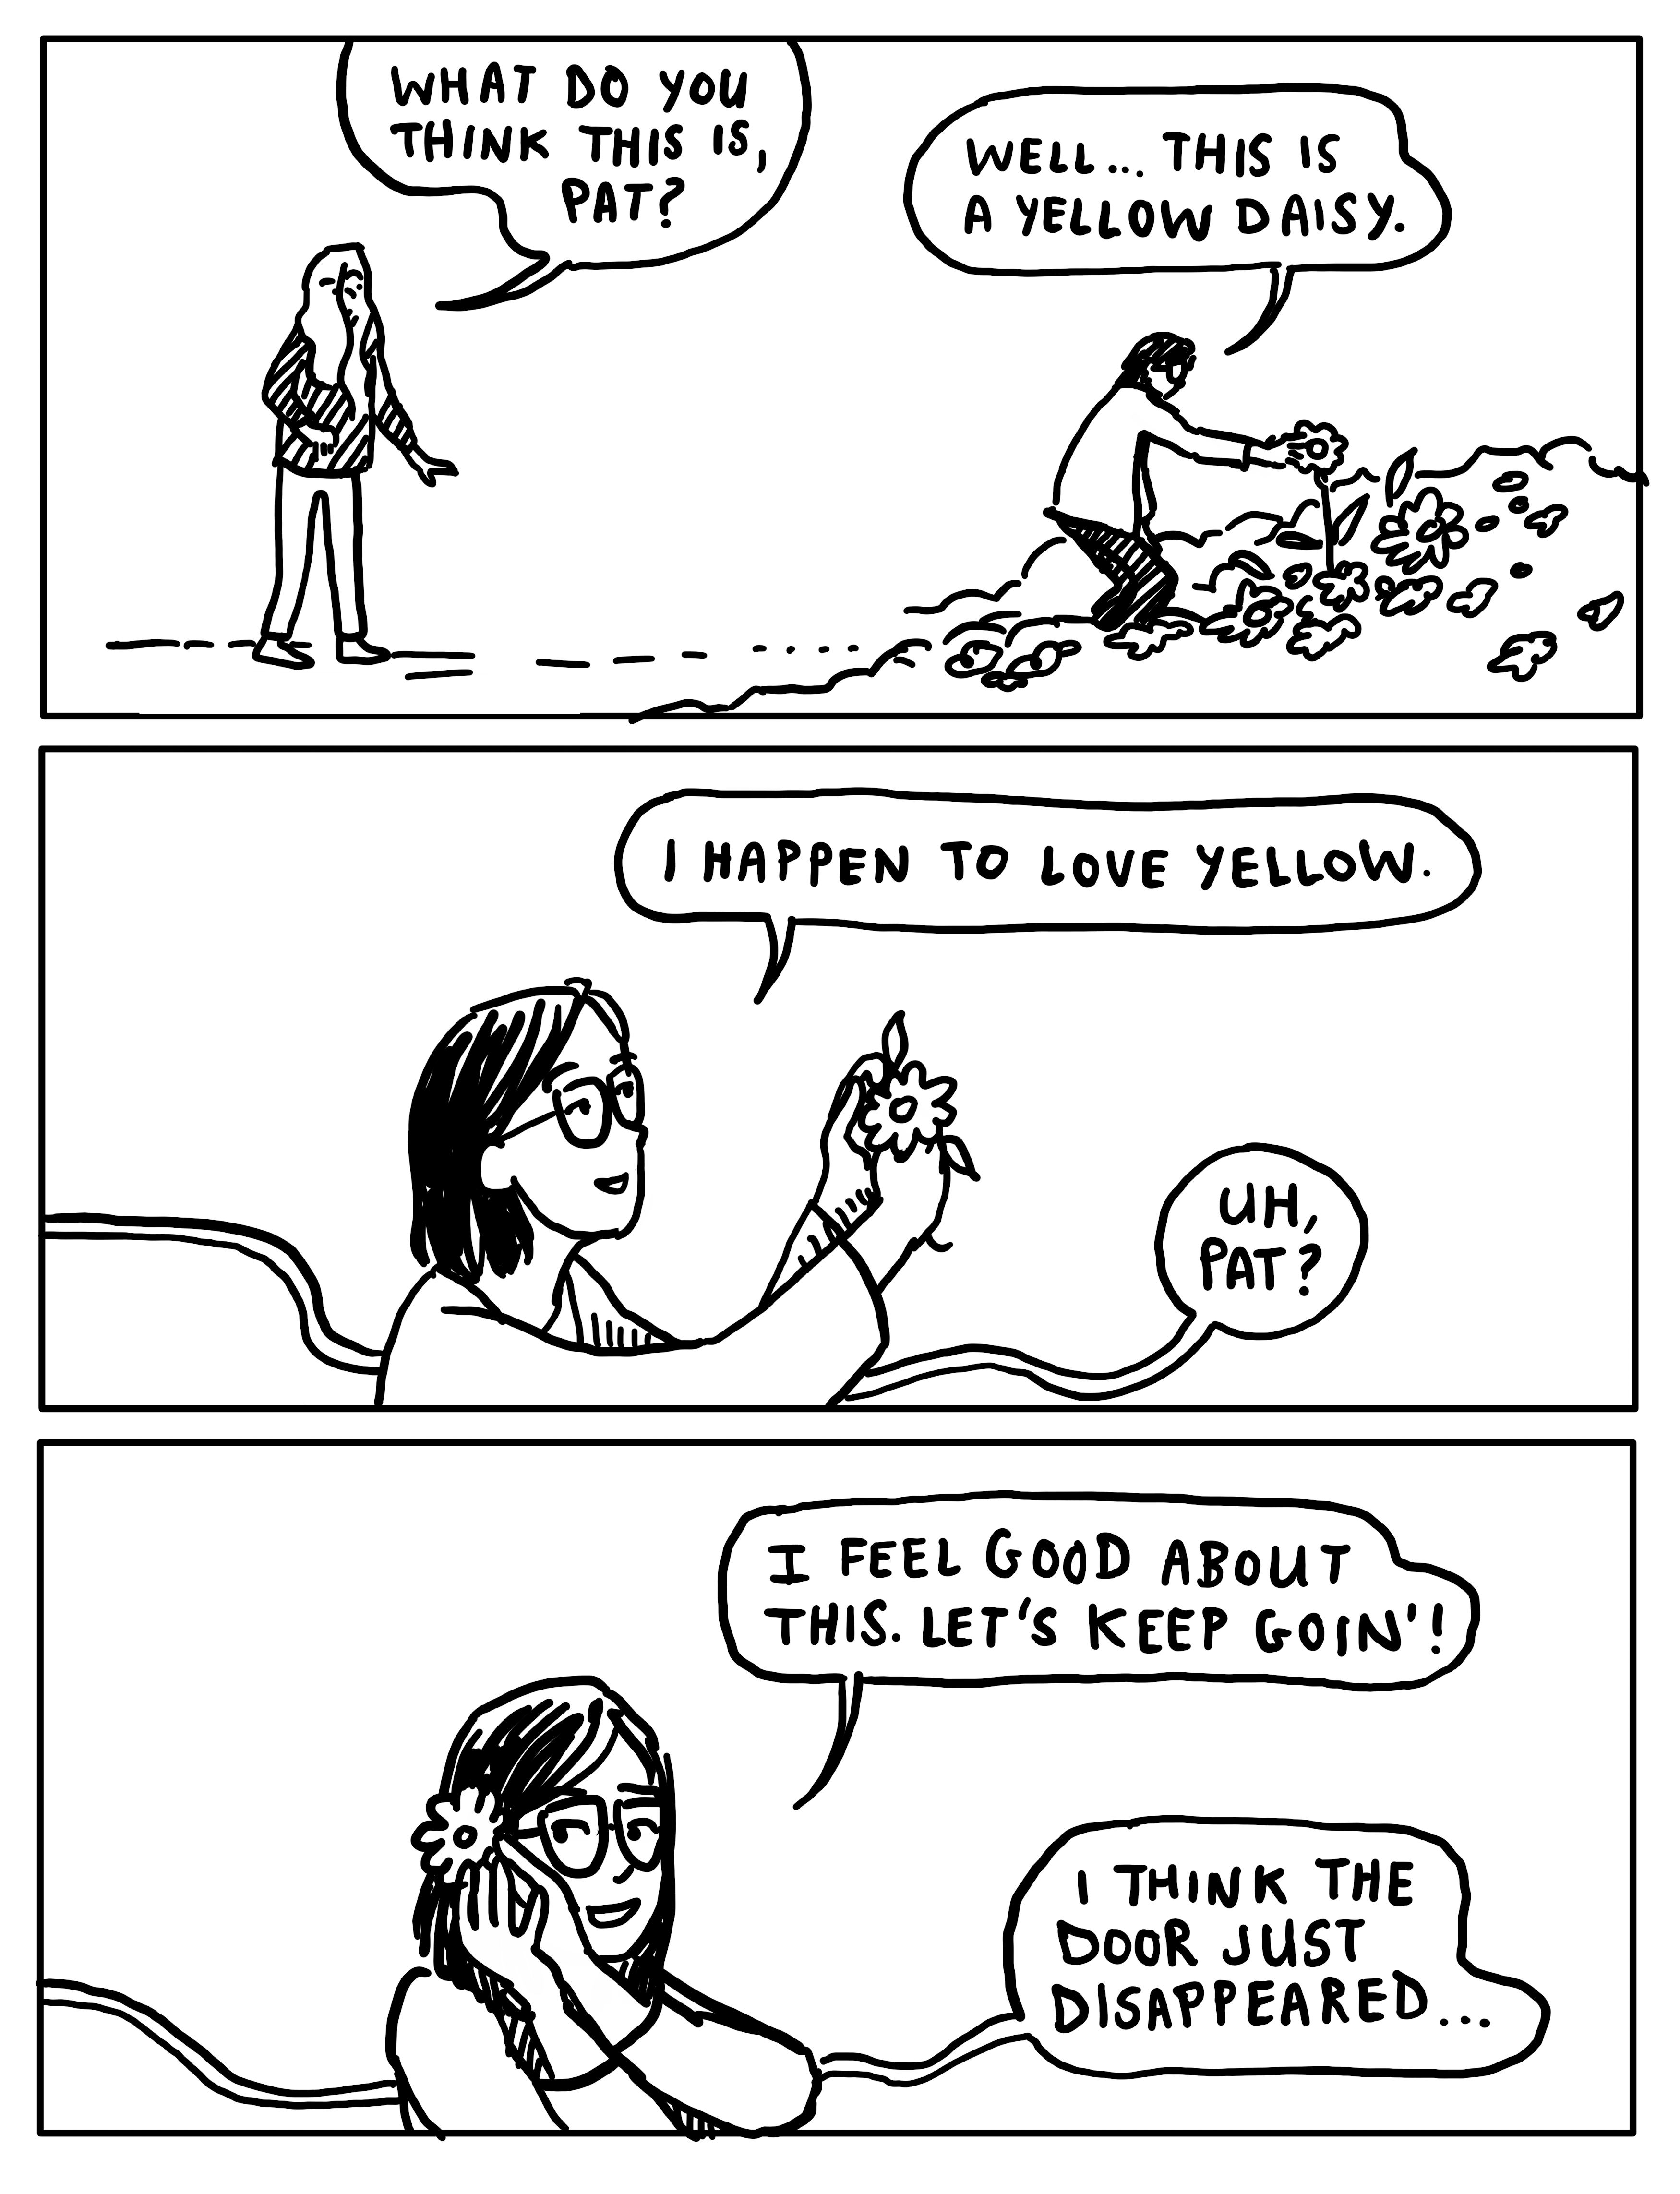 WHAT DO YOU
THINK THIS IS,
PAT?
WELL... THIS IS
A YELLOW DAISY.
I HAPPEN TO LOVE YELLOW.
UH,
PAT?
I FEEL GOOD ABOUT
THIS. LET'S KEEP GOIN'!
I THINK THE
DOOR JUST
DISAPPEARED...